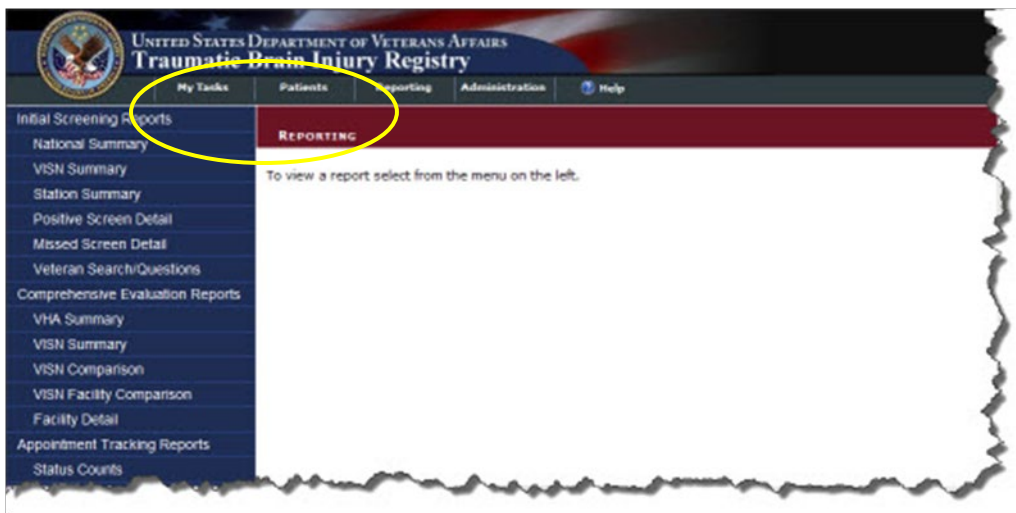 UNITED STATES DEPARTMENT OF VETERANS AFFAIRS
Traumatic Brain Injury Registry
My Tasks Patients Reporting Administration ? Help
Initial Screening Reports
National Summary
VISN Summary
Station Summary
Positive Screen Detail
Missed Screen Detail
Veteran Search/Questions
Comprehensive Evaluation Reports
VHA Summary
VISN Summary
VISN Comparison
VISN Facility Comparison
Facility Detail
Appointment Tracking Reports
Status Counts
REPORTING
To view a report select from the menu on the left.